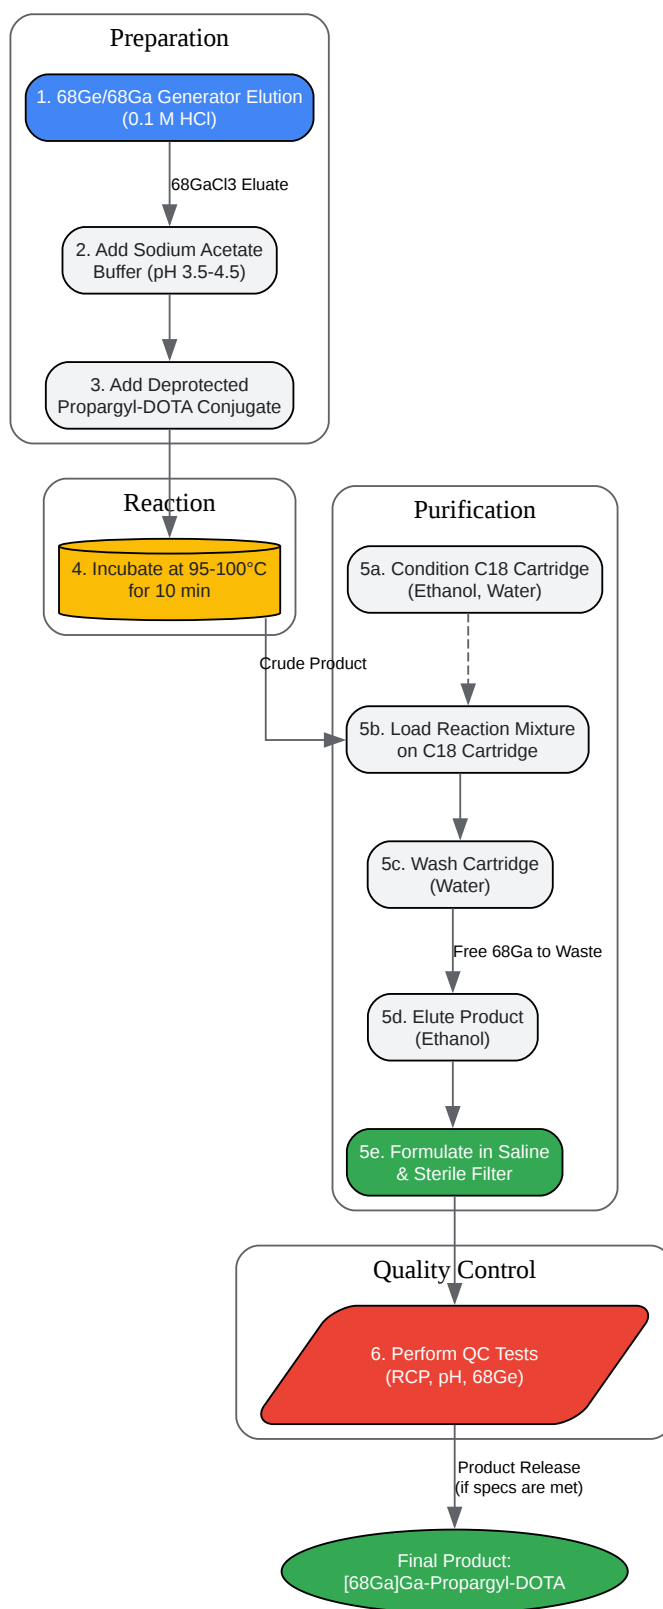 Preparation
1. 68Ge/68Ga Generator Elution
(0.1 M HCl)
68GaCl3 Eluate
2. Add Sodium Acetate
Buffer (pH 3.5-4.5)
3. Add Deprotected
Propargyl-DOTA Conjugate
Reaction
4. Incubate at 95-100°C
for 10 min
Crude Product
Purification
5a. Condition C18 Cartridge
(Ethanol, Water)
5b. Load Reaction Mixture
on C18 Cartridge
5c. Wash Cartridge
(Water)
Free 68Ga to Waste
5d. Elute Product
(Ethanol)
5e. Formulate in Saline
& Sterile Filter
Quality Control
6. Perform QC Tests
(RCP, pH, 68Ge)
Product Release
(if specs are met)
Final Product:
[68Ga]Ga-Propargyl-DOTA